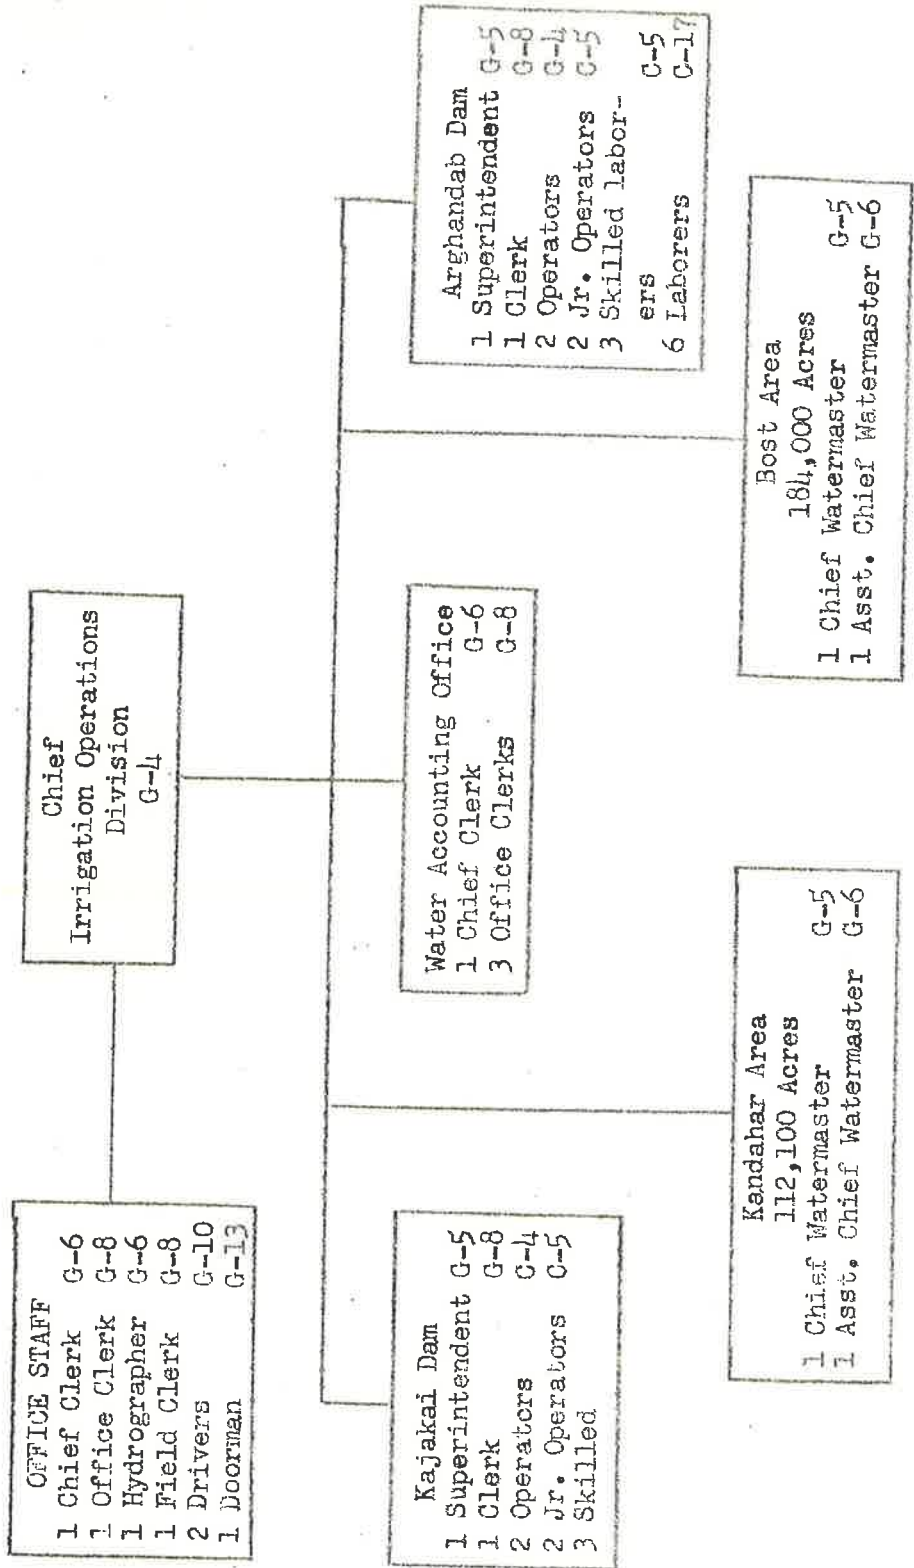 Chief
Irrigation Operations
Division
G-4
OFFICE STAFF
1 Chief Clerk G-6
1 Office Clerk G-8
1 Hydrographer G-6
1 Field Clerk G-8
2 Drivers G-10
1 Doorman G-13
Kajakai Dam
1 Superintendent G-5
1 Clerk G-8
2 Operators C-4
2 Jr. Operators C-5
3 Skilled
Water Accounting Office
1 Chief Clerk G-6
3 Office Clerks G-8
Arghandab Dam
1 Superintendent G-5
1 Clerk G-8
2 Operators G-4
2 Jr. Operators C-5
3 Skilled labor-
ers C-5
6 Laborers C-17
Kandahar Area
112,100 Acres
1 Chief Watermaster G-5
1 Asst. Chief Watermaster G-6
Bost Area
184,000 Acres
1 Chief Watermaster G-5
1 Asst. Chief Watermaster G-6